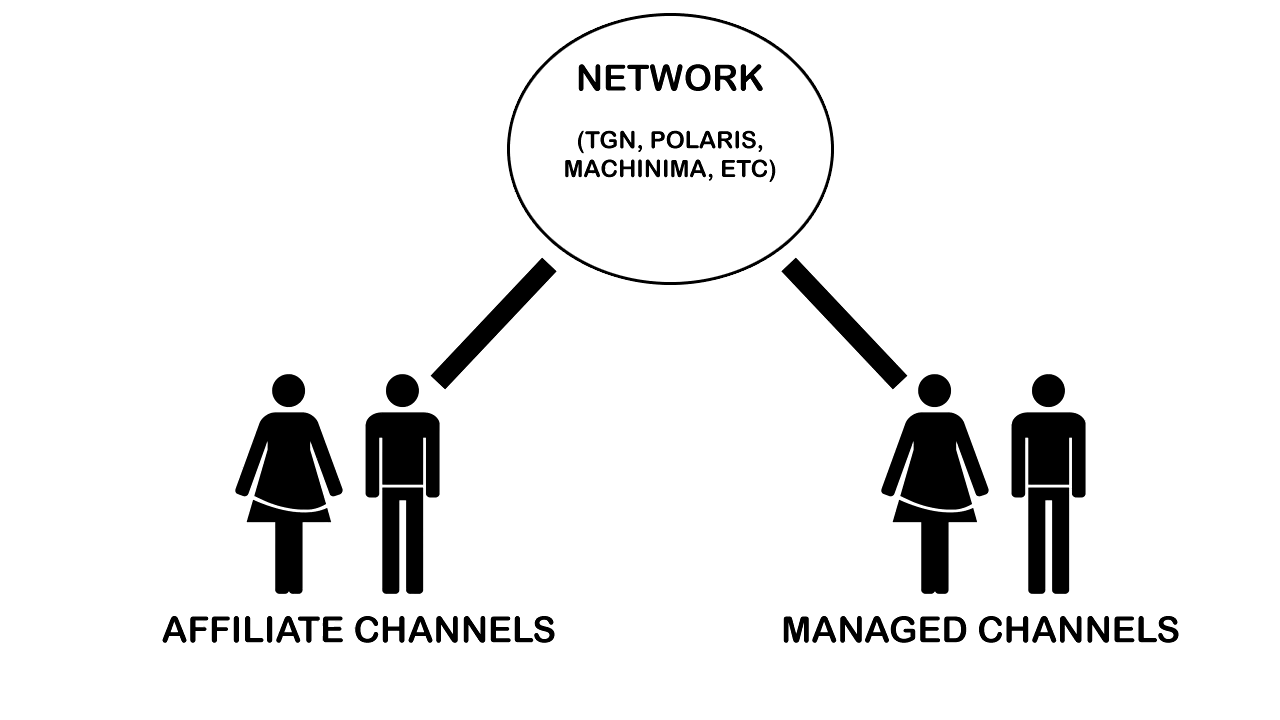 NETWORK
(TGN, POLARIS,
MACHINIMA, ETC)
AFFILIATE CHANNELS
MANAGED CHANNELS